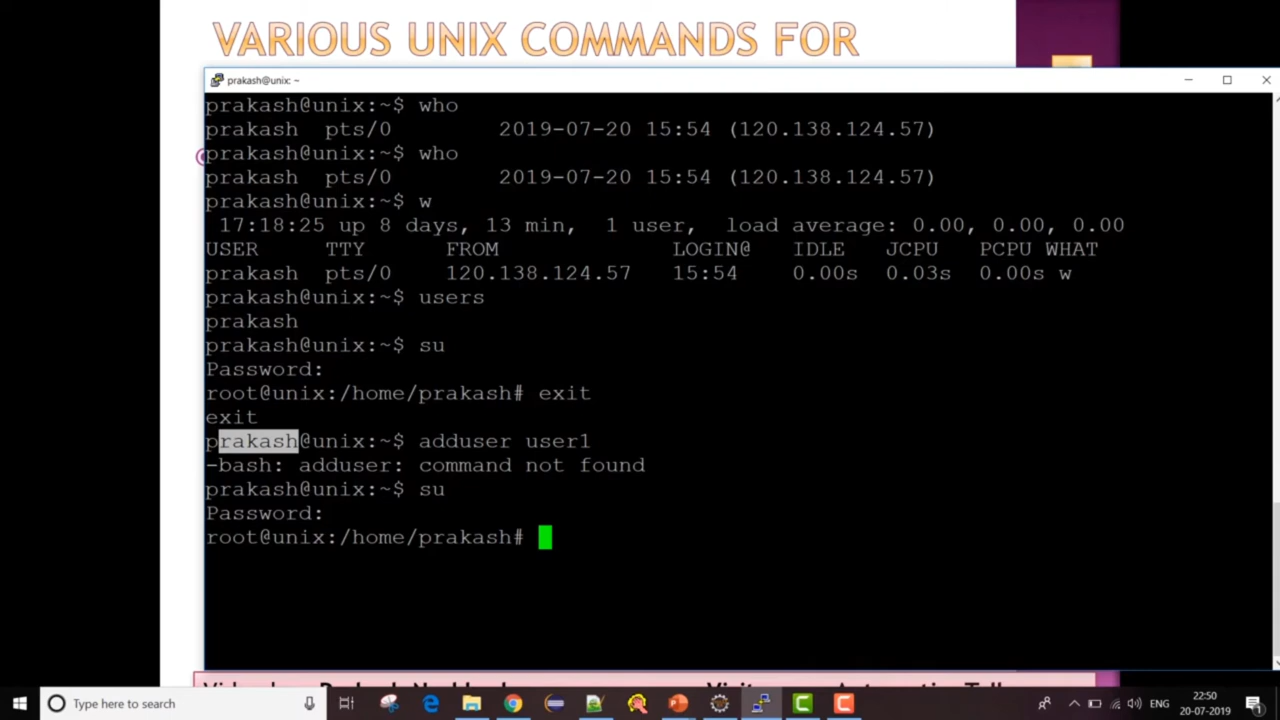 VARIOUS UNIX COMMANDS FOR
prakash@unix: ~
prakash@unix:~$ who
prakash pts/0 2019-07-20 15:54 (120.138.124.57)
prakash@unix:~$ who
prakash pts/0 2019-07-20 15:54 (120.138.124.57)
prakash@unix:~$ w
17:18:25 up 8 days, 13 min, 1 user, load average: 0.00, 0.00, 0.00
USER TTY FROM LOGIN@ IDLE JCPU PCPU WHAT
prakash pts/0 120.138.124.57 15:54 0.00s 0.03s 0.00s w
prakash@unix:~$ users
prakash
prakash@unix:~$ su
Password:
root@unix:/home/prakash# exit
exit
prakash@unix:~$ adduser user1
-bash: adduser: command not found
prakash@unix:~$ su
Password:
root@unix:/home/prakash#
Type here to search
ENG
22:50
20-07-2019
1